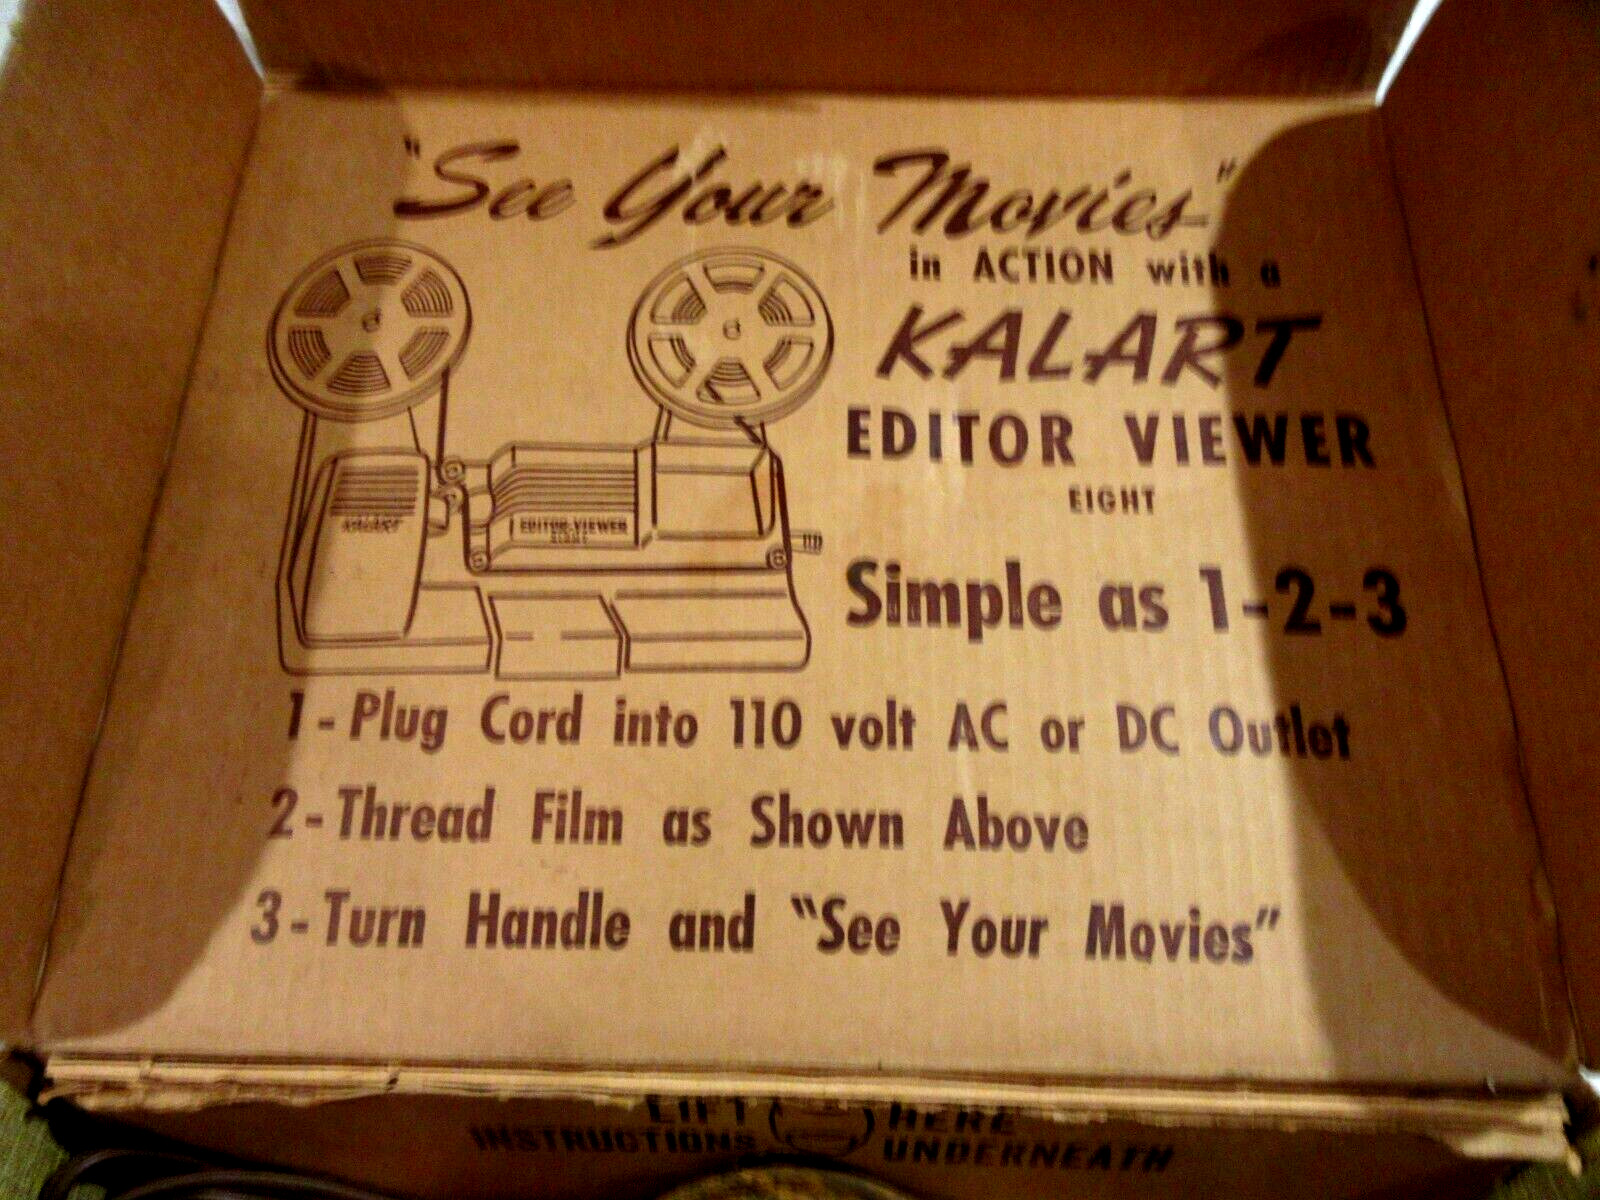 "See Your Movies"
in ACTION with a
KALART
EDITOR VIEWER
EIGHT
KALART
EDITOR-VIEWER
EIGHT
Simple as 1-2-3
1 - Plug Cord into 110 volt AC or DC Outlet
2 - Thread Film as Shown Above
3 - Turn Handle and "See Your Movies"
LIFT HERE
INSTRUCTIONS UNDERNEATH